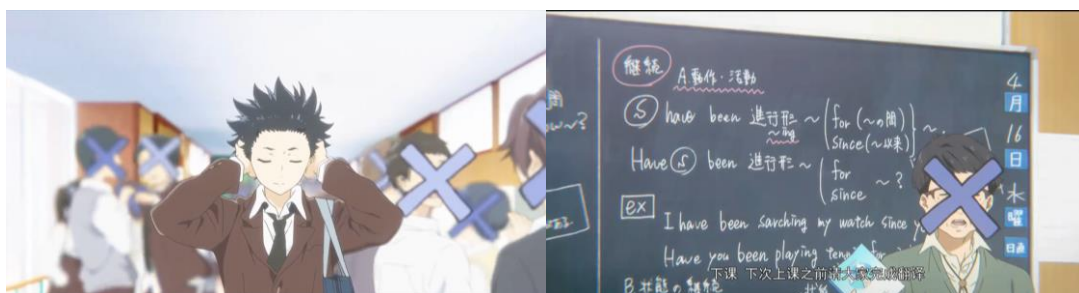 継続 A 動作・活動
S have been 進行形 ~ for (~の間)
~ing since (~以来) ~.
Have S been 進行形 ~ for
since ~?
ex
I have been sarching my watch since
Have you been playing tennis
B 状態の継続
4
月
16
日
水
曜
日直
下课 下次上课之前请大家完成翻译